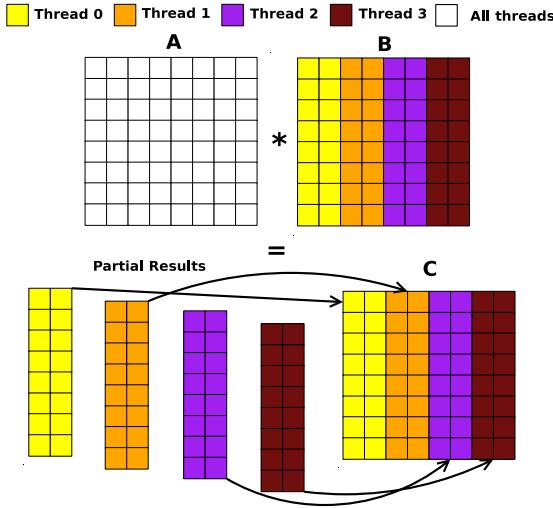 Thread 0 Thread 1 Thread 2 Thread 3 All threads
A B
*
=
Partial Results C